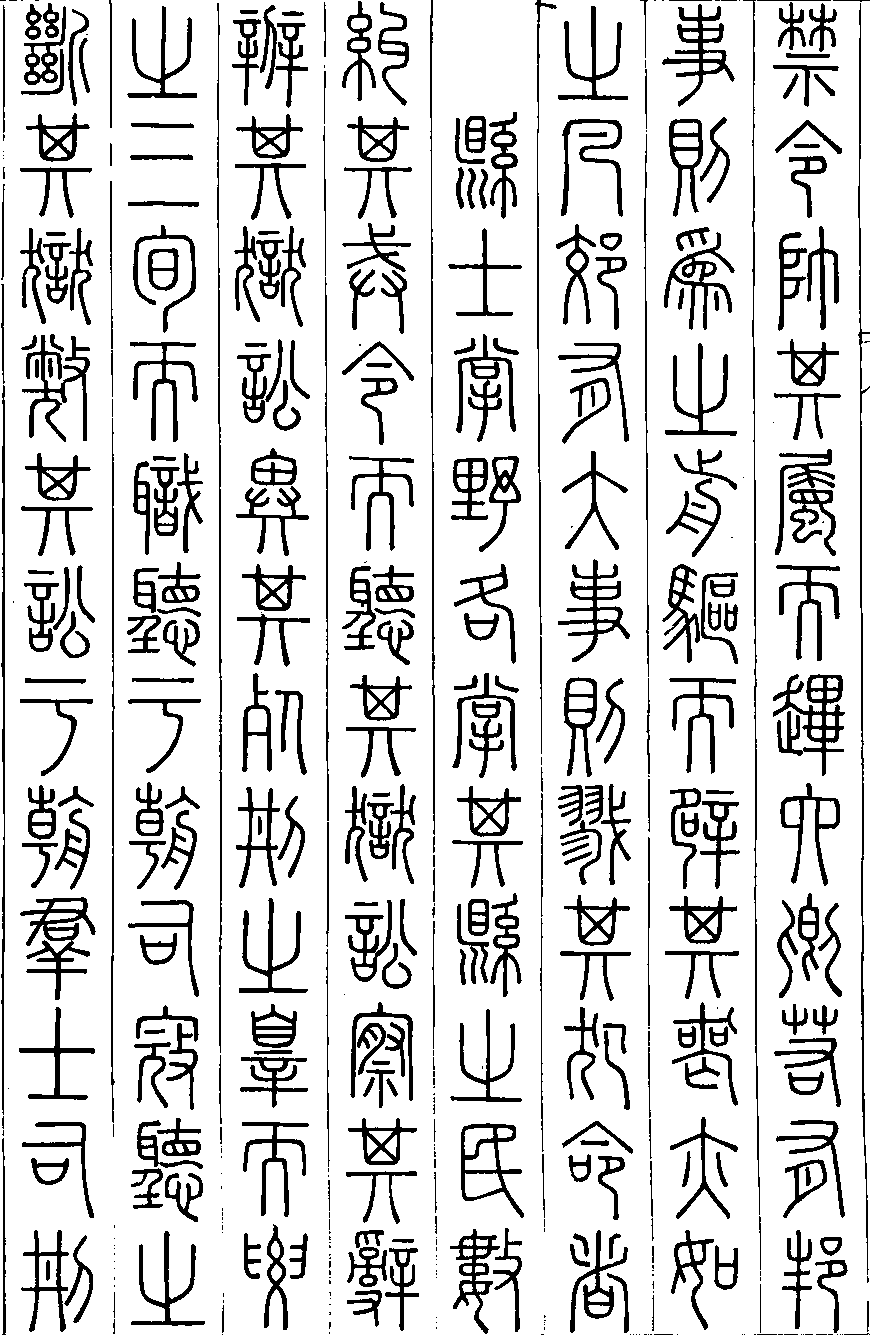 禁令帥其屬而䟆六卿若有邦
事則為之前驅而辟其喪亦如
之凡郊有大事則戮其犯命者
縣士掌野各掌其縣之民數
糾其戒令而聽其獄訟察其辭
辨其獄訟異其死刑之辠而要
之三旬而職聽于朝司寇聽之
斷其獄獘其訟于朝羣士司刑